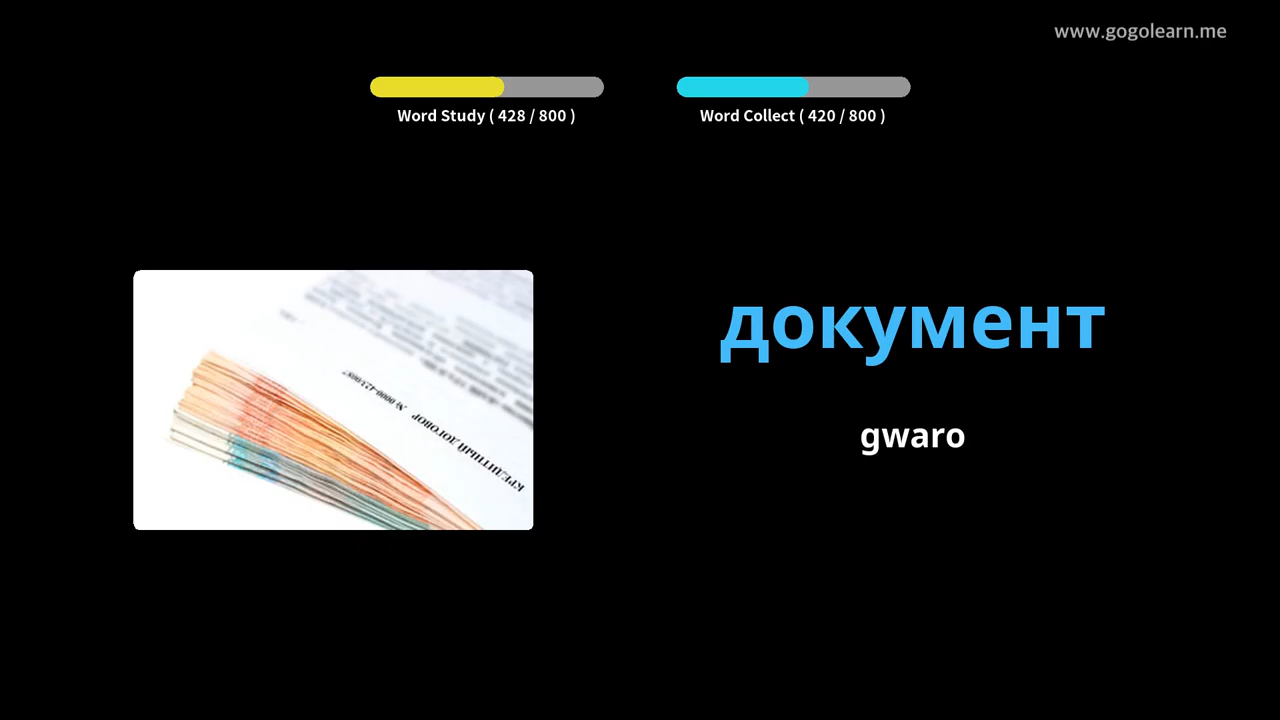 www.gogolearn.me
Word Study ( 428 / 800 )
Word Collect ( 420 / 800 )
документ
gwaro
КРЕДИТНЫЙ ДОГОВОР